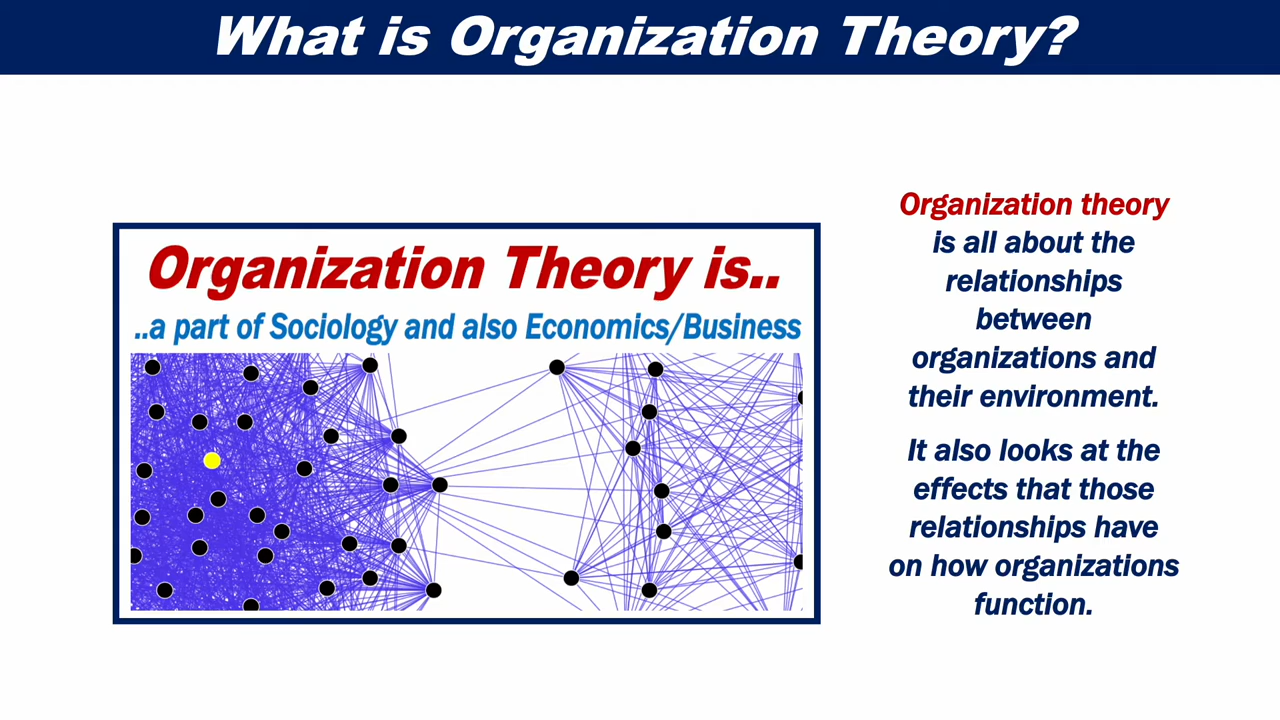 What is Organization Theory?
Organization Theory is..
..a part of Sociology and also Economics/Business
Organization theory
is all about the
relationships
between
organizations and
their environment.
It also looks at the
effects that those
relationships have
on how organizations
function.